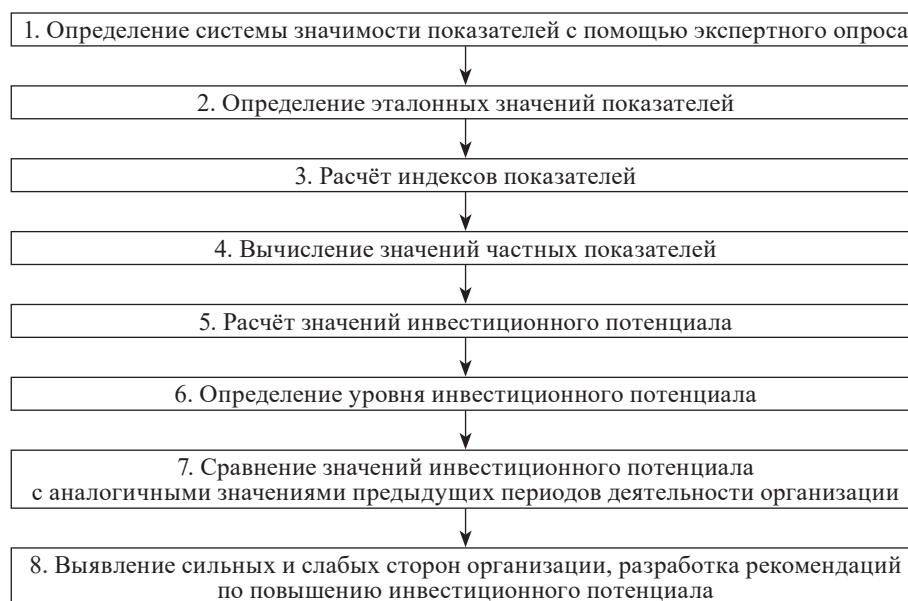 1. Определение системы значимости показателей с помощью экспертного опроса
2. Определение эталонных значений показателей
3. Расчёт индексов показателей
4. Вычисление значений частных показателей
5. Расчёт значений инвестиционного потенциала
6. Определение уровня инвестиционного потенциала
7. Сравнение значений инвестиционного потенциала
с аналогичными значениями предыдущих периодов деятельности организации
8. Выявление сильных и слабых сторон организации, разработка рекомендаций
по повышению инвестиционного потенциала